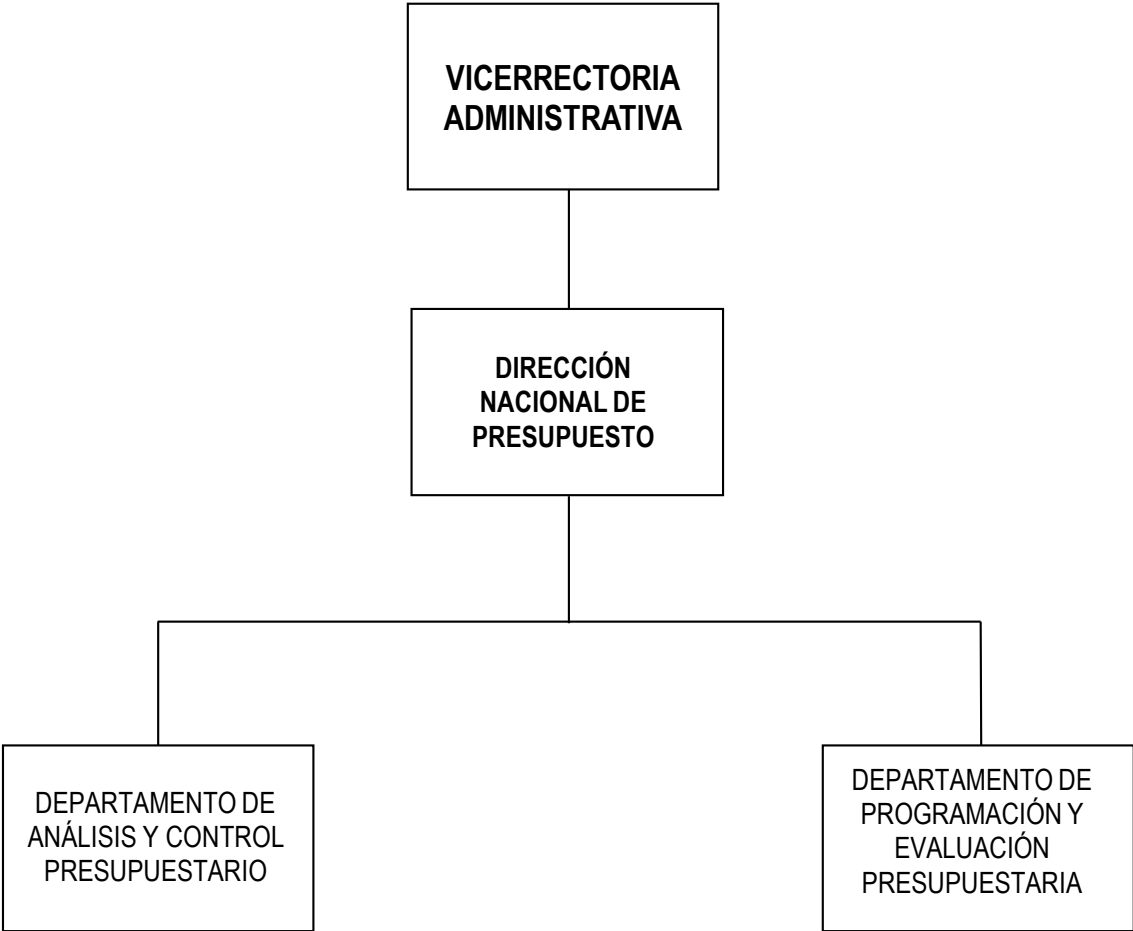 VICERRECTORIA
ADMINISTRATIVA
DIRECCIÓN
NACIONAL DE
PRESUPUESTO
DEPARTAMENTO DE
ANÁLISIS Y CONTROL
PRESUPUESTARIO
DEPARTAMENTO DE
PROGRAMACIÓN Y
EVALUACIÓN
PRESUPUESTARIA